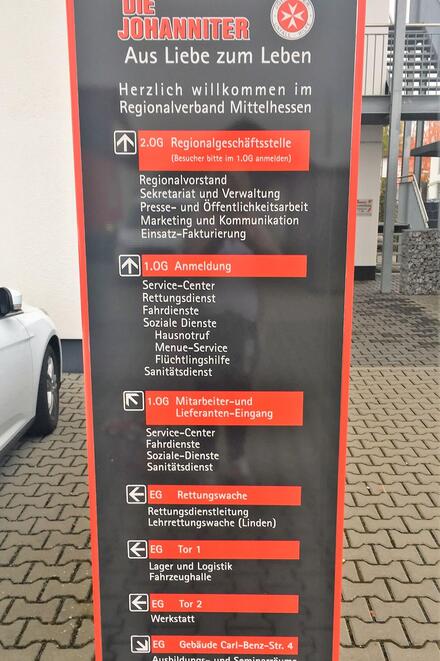 DIE
JOHANNITER
Aus Liebe zum Leben
Herzlich willkommen im
Regionalverband Mittelhessen
2.OG Regionalgeschäftsstelle
(Besucher bitte im 1.OG anmelden)
Regionalvorstand
Sekretariat und Verwaltung
Presse- und Öffentlichkeitsarbeit
Marketing und Kommunikation
Einsatz-Fakturierung
1.OG Anmeldung
Service-Center
Rettungsdienst
Fahrdienste
Soziale Dienste
Hausnotruf
Menue-Service
Flüchtlingshilfe
Sanitätsdienst
1.OG Mitarbeiter-und
Lieferanten-Eingang
Service-Center
Fahrdienste
Soziale-Dienste
Sanitätsdienst
EG Rettungswache
Rettungsdienstleitung
Lehrrettungswache (Linden)
EG Tor 1
Lager und Logistik
Fahrzeughalle
EG Tor 2
Werkstatt
EG Gebäude Carl-Benz-Str. 4
Ausbildungs- und Seminarräume